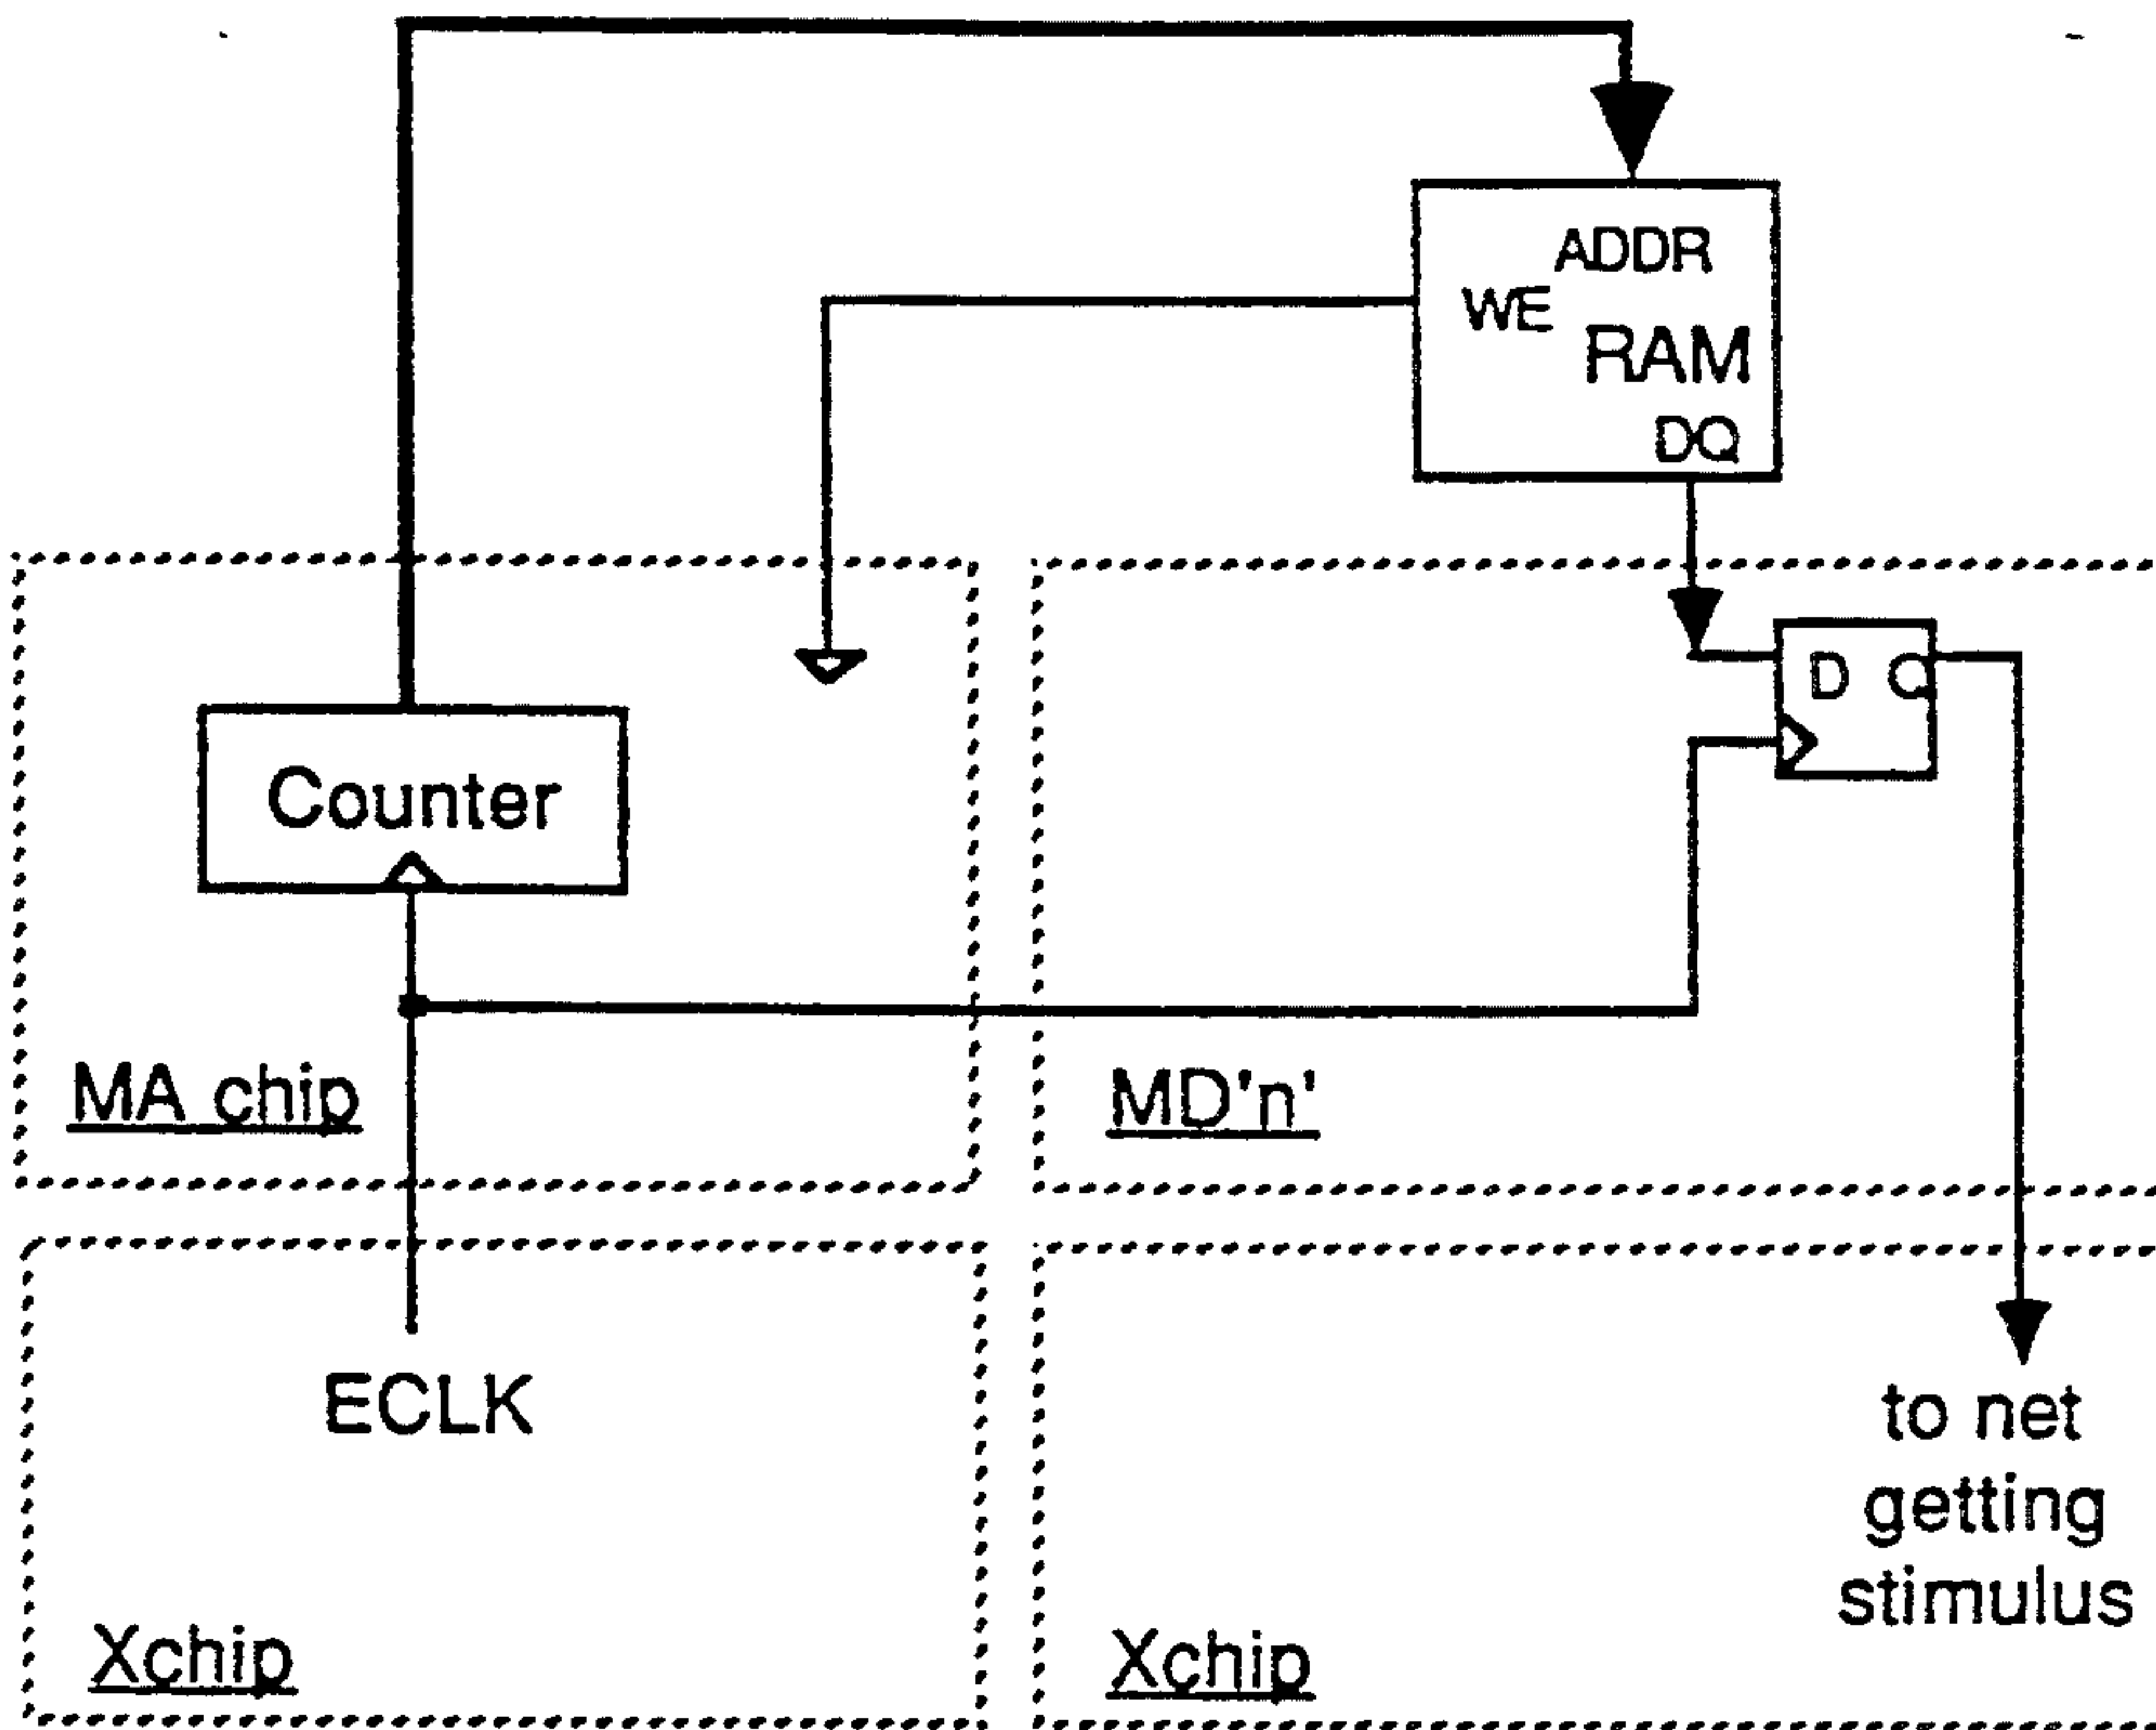 ADDR
WE
RAM
DQ
D Q
Counter
MA chip
MD'n'
ECLK
to net
getting
stimulus
Xchip
Xchip